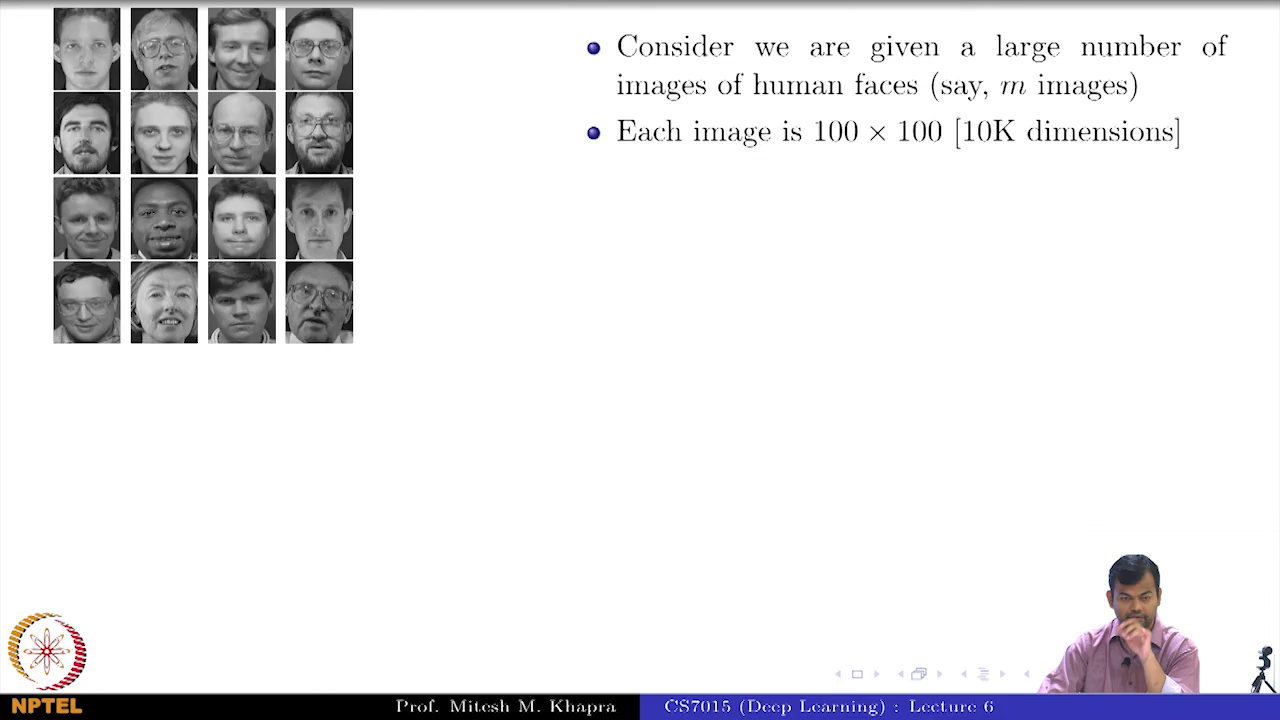 Consider we are given a large number of
images of human faces (say, m images)
Each image is 100 × 100 [10K dimensions]
NPTEL
Prof. Mitesh M. Khapra
CS7015 (Deep Learning) : Lecture 6